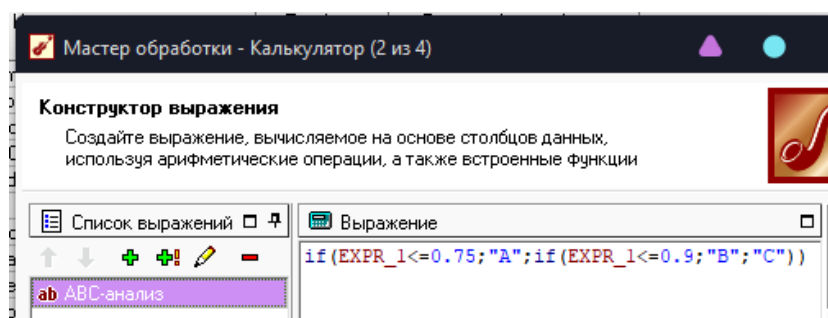 Мастер обработки - Калькулятор (2 из 4)
Конструктор выражения
Создайте выражение, вычисляемое на основе столбцов данных,
используя арифметические операции, а также встроенные функции
Список выражений
Выражение
if(EXPR_1<=0.75;"A";if(EXPR_1<=0.9;"B";"C"))
ab ABC-анализ